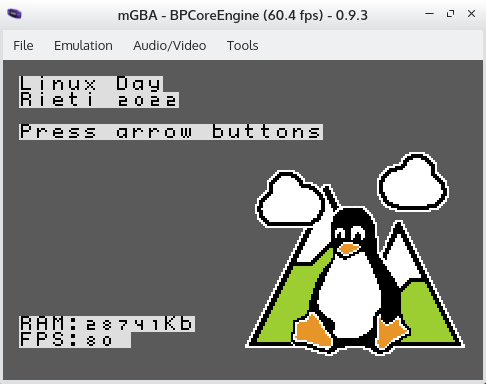 mGBA - BPCoreEngine (60.4 fps) - 0.9.3
File Emulation Audio/Video Tools
Linux Day
Rieti 2022
Press arrow buttons
RAM:28741Kb
FPS:80